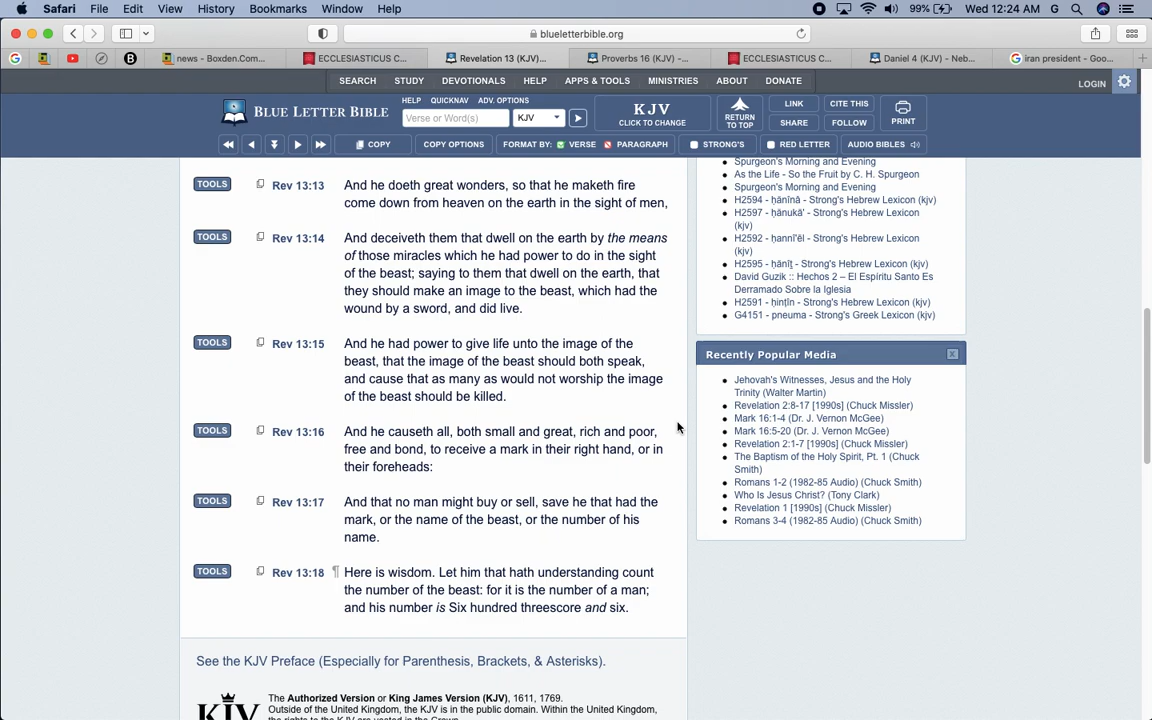 Safari File Edit View History Bookmarks Window Help 99% Wed 12:24 AM G
blueletterbible.org
news - Boxden.Com... ECCLESIASTICUS C... Revelation 13 (KJV)... Proverbs 16 (KJV) -... ECCLESIASTICUS C... Daniel 4 (KJV) - Neb... iran president - Goo...
SEARCH STUDY DEVOTIONALS HELP APPS & TOOLS MINISTRIES ABOUT DONATE LOGIN
BLUE LETTER BIBLE
HELP QUICKNAV ADV. OPTIONS
Verse or Word(s) KJV
KJV
CLICK TO CHANGE
RETURN
TO TOP
LINK CITE THIS
SHARE FOLLOW
PRINT
COPY COPY OPTIONS FORMAT BY: VERSE PARAGRAPH STRONG'S RED LETTER AUDIO BIBLES
TOOLS Rev 13:13 And he doeth great wonders, so that he maketh fire
come down from heaven on the earth in the sight of men,
TOOLS Rev 13:14 And deceiveth them that dwell on the earth by the means
of those miracles which he had power to do in the sight
of the beast; saying to them that dwell on the earth, that
they should make an image to the beast, which had the
wound by a sword, and did live.
TOOLS Rev 13:15 And he had power to give life unto the image of the
beast, that the image of the beast should both speak,
and cause that as many as would not worship the image
of the beast should be killed.
TOOLS Rev 13:16 And he causeth all, both small and great, rich and poor,
free and bond, to receive a mark in their right hand, or in
their foreheads:
TOOLS Rev 13:17 And that no man might buy or sell, save he that had the
mark, or the name of the beast, or the number of his
name.
TOOLS Rev 13:18 ¶ Here is wisdom. Let him that hath understanding count
the number of the beast: for it is the number of a man;
and his number is Six hundred threescore and six.
See the KJV Preface (Especially for Parenthesis, Brackets, & Asterisks).
KJV
The Authorized Version or King James Version (KJV), 1611, 1769.
Outside of the United Kingdom, the KJV is in the public domain. Within the United Kingdom,
the rights to the KJV are vested in the Crown.
Spurgeon's Morning and Evening
As the Life - So the Fruit by C. H. Spurgeon
Spurgeon's Morning and Evening
H2594 - ḥănînâ - Strong's Hebrew Lexicon (kjv)
H2597 - ḥănukâ' - Strong's Hebrew Lexicon
(kjv)
H2592 - ḥannî'ēl - Strong's Hebrew Lexicon
(kjv)
H2595 - ḥănîṯ - Strong's Hebrew Lexicon (kjv)
David Guzik :: Hechos 2 – El Espíritu Santo Es
Derramado Sobre la Iglesia
H2591 - ḥinṭîn - Strong's Hebrew Lexicon (kjv)
G4151 - pneuma - Strong's Greek Lexicon (kjv)
Recently Popular Media
Jehovah's Witnesses, Jesus and the Holy
Trinity (Walter Martin)
Revelation 2:8-17 [1990s] (Chuck Missler)
Mark 16:1-4 (Dr. J. Vernon McGee)
Mark 16:5-20 (Dr. J. Vernon McGee)
Revelation 2:1-7 [1990s] (Chuck Missler)
The Baptism of the Holy Spirit, Pt. 1 (Chuck
Smith)
Romans 1-2 (1982-85 Audio) (Chuck Smith)
Who Is Jesus Christ? (Tony Clark)
Revelation 1 [1990s] (Chuck Missler)
Romans 3-4 (1982-85 Audio) (Chuck Smith)